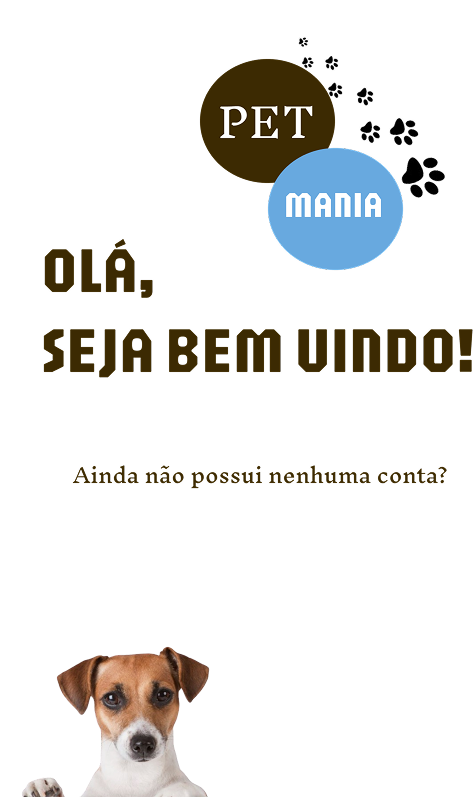 PET
MANIA
OLÁ,
SEJA BEM VINDO!
Ainda não possui nenhuma conta?